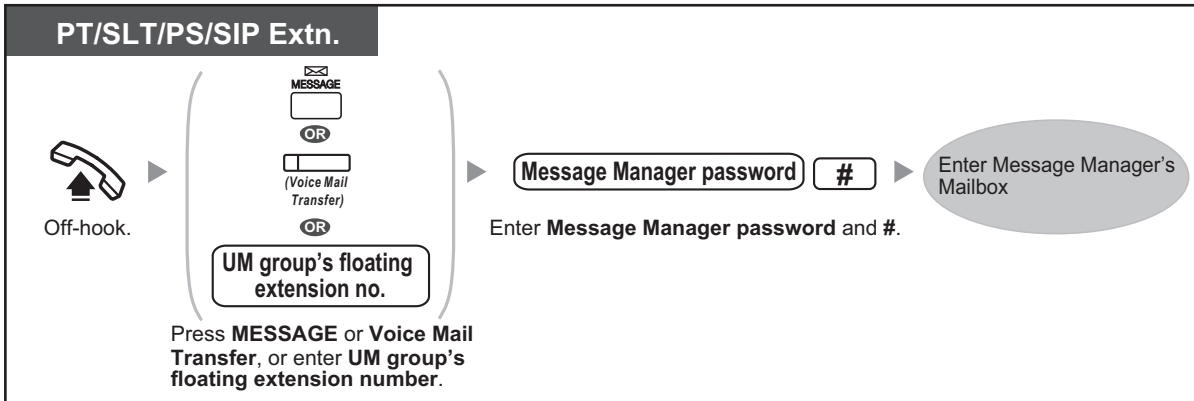 PT/SLT/PS/SIP Extn.
MESSAGE
OR
(Voice Mail
Transfer)
OR
UM group's floating
extension no.
Off-hook.
Press MESSAGE or Voice Mail
Transfer, or enter UM group's
floating extension number.
Message Manager password #
Enter Message Manager password and #.
Enter Message Manager's
Mailbox